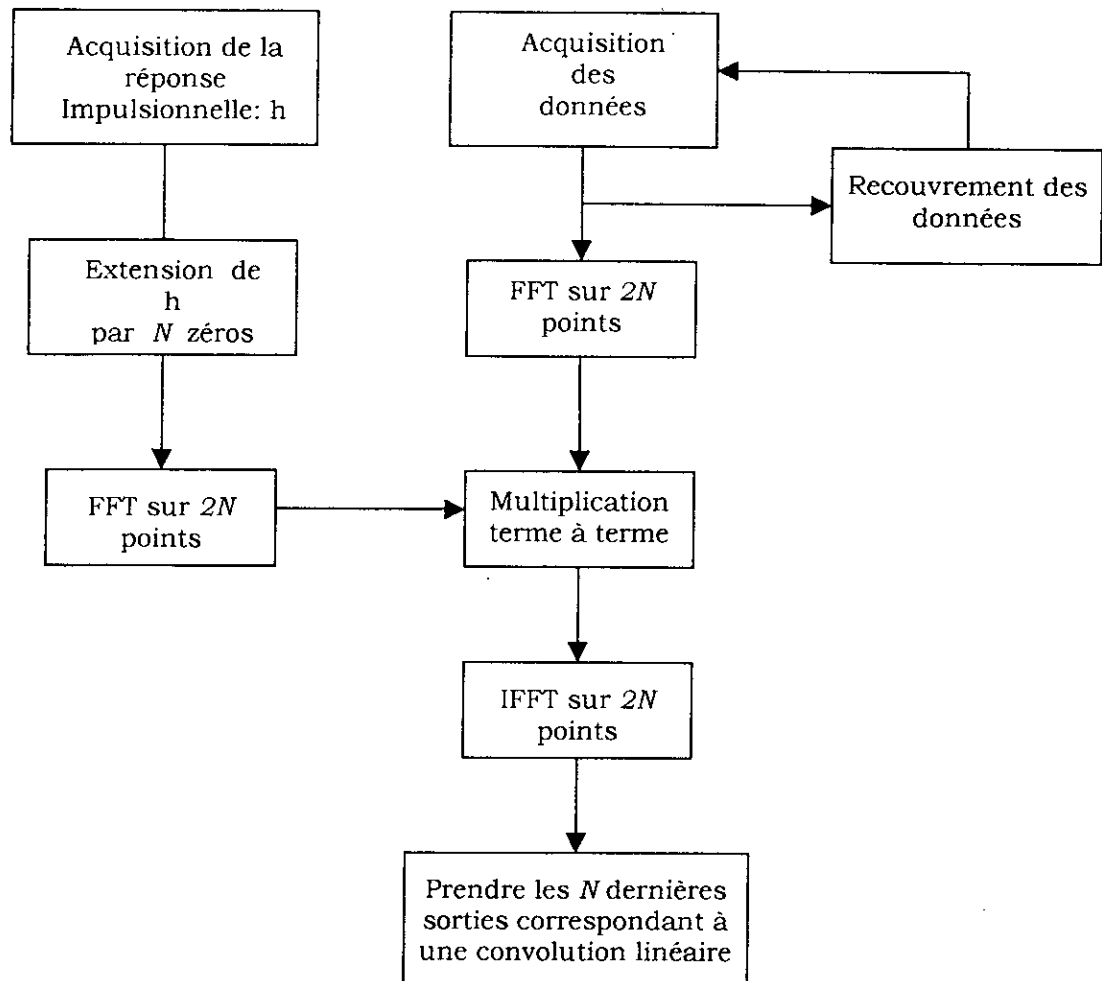 Acquisition de la
réponse
Impulsionnelle: h
Acquisition
des
données
Recouvrement des
données
Extension de
h
par N zéros
FFT sur 2N
points
FFT sur 2N
points
Multiplication
terme à terme
IFFT sur 2N
points
Prendre les N dernières
sorties correspondant à
une convolution linéaire